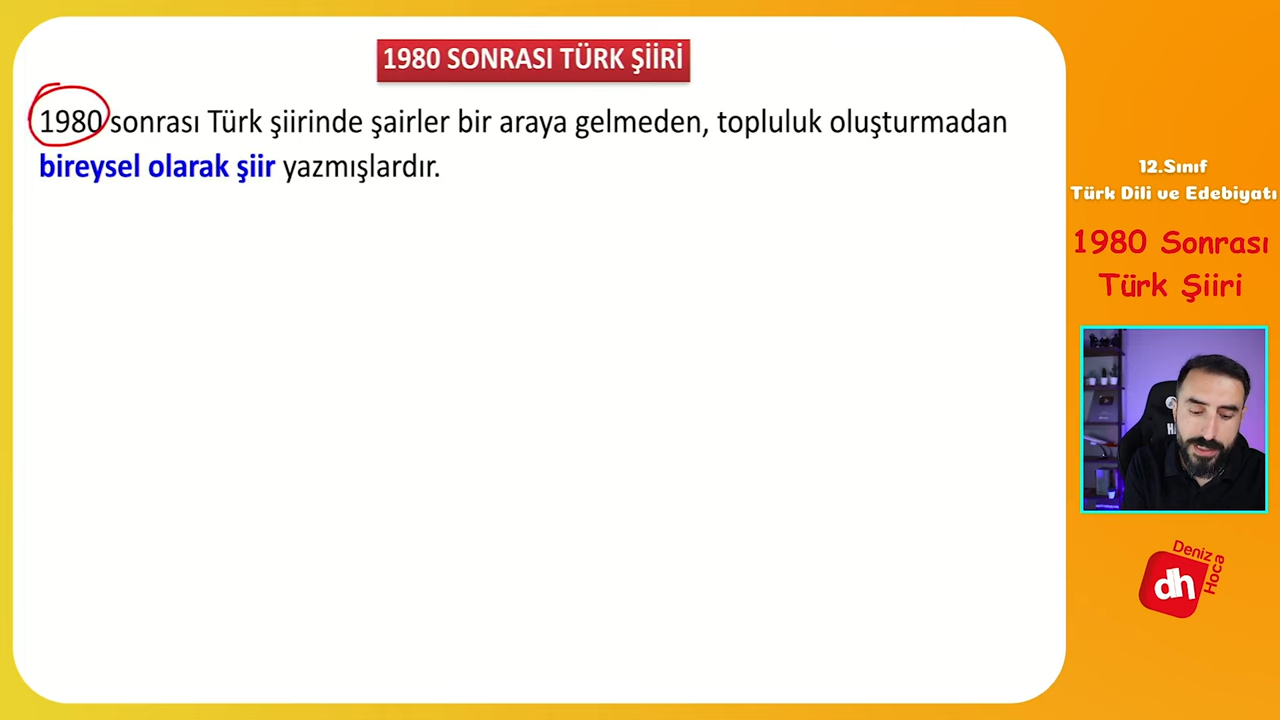 1980 SONRASI TÜRK ŞİİRİ
1980 sonrası Türk şiirinde şairler bir araya gelmeden, topluluk oluşturmadan
bireysel olarak şiir yazmışlardır.
12.Sınıf
Türk Dili ve Edebiyatı
1980 Sonrası
Türk Şiiri
Deniz
Hoca
dh